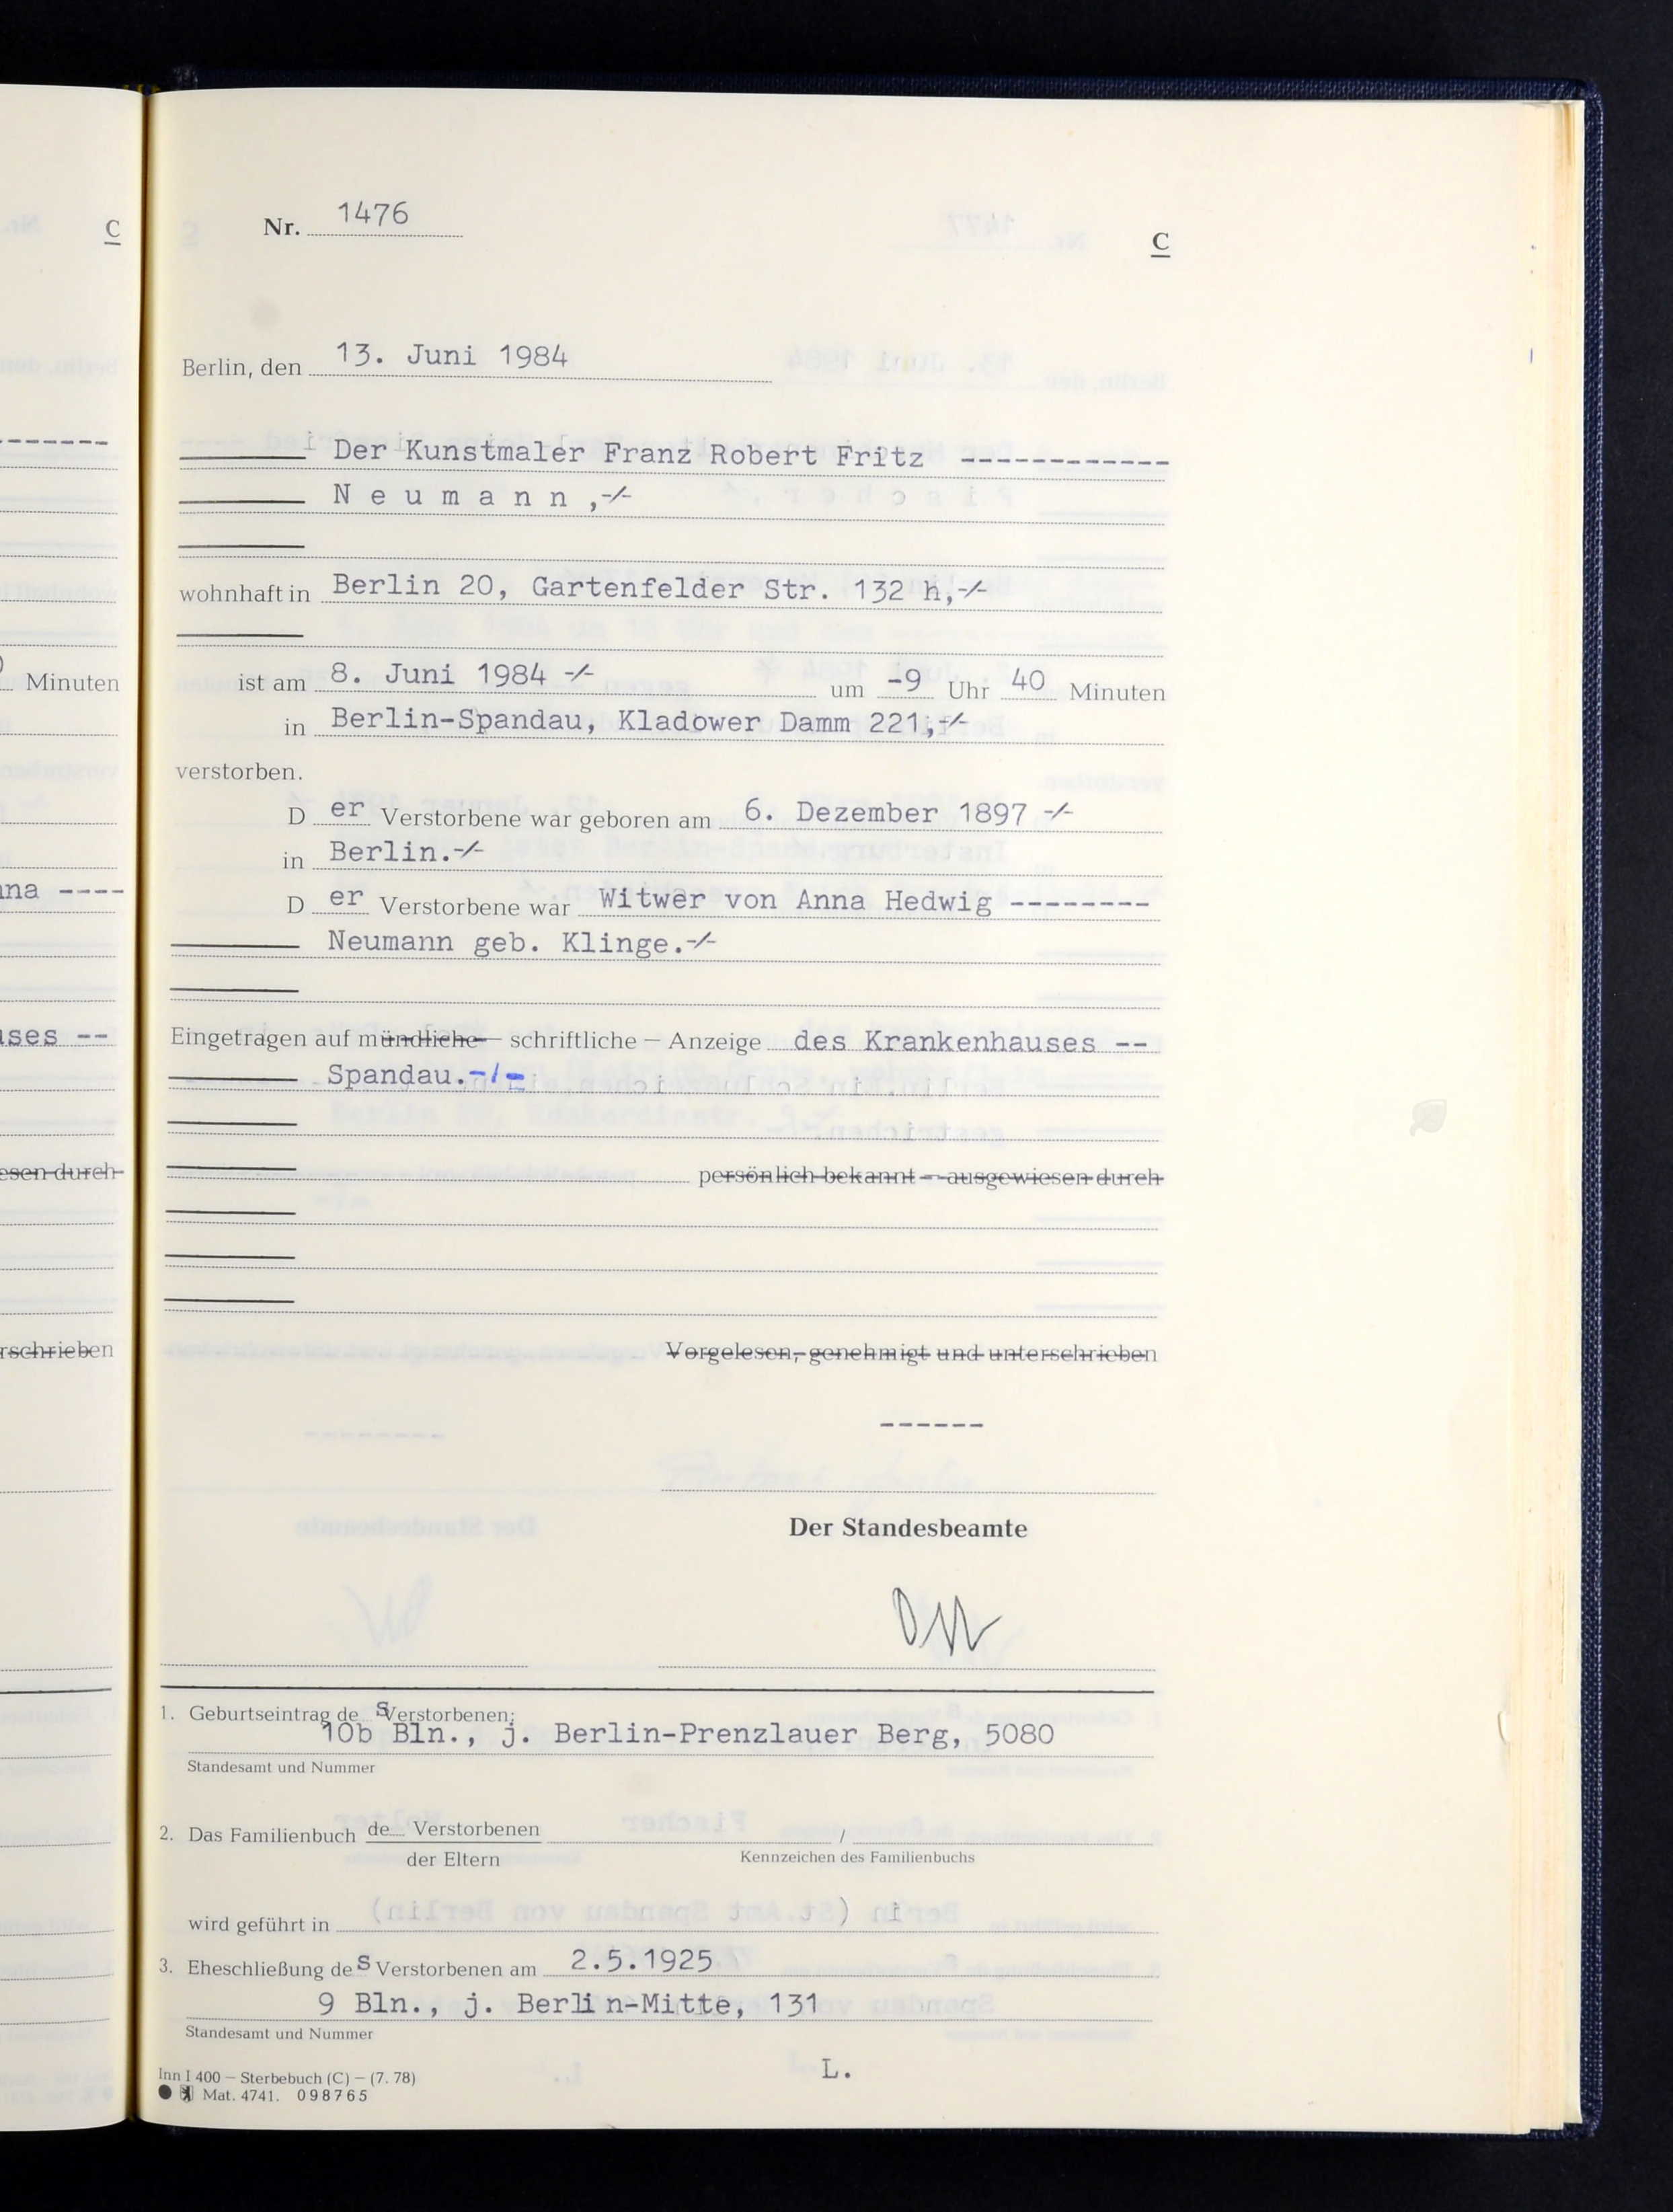 C
Nr. 1476
C
Berlin, den 13. Juni 1984
Der Kunstmaler Franz Robert Fritz ------------
N e u m a n n ,-/-
wohnhaft in Berlin 20, Gartenfelder Str. 132 h,-/-
Minuten
ist am 8. Juni 1984 -/- um -9 Uhr 40 Minuten
in Berlin-Spandau, Kladower Damm 221,-/-
verstorben.
D er Verstorbene war geboren am 6. Dezember 1897 -/-
in Berlin.-/-
D er Verstorbene war Witwer von Anna Hedwig --------
Neumann geb. Klinge.-/-
Eingetragen auf mündliche – schriftliche – Anzeige des Krankenhauses --
Spandau.-/-
persönlich bekannt – ausgewiesen durch
Vorgelesen, genehmigt und unterschrieben
------
Der Standesbeamte
1. Geburtseintrag des Verstorbenen:
10b Bln., j. Berlin-Prenzlauer Berg, 5080
Standesamt und Nummer
2. Das Familienbuch de Verstorbenen /
der Eltern Kennzeichen des Familienbuchs
wird geführt in
3. Eheschließung des Verstorbenen am 2.5.1925
9 Bln., j. Berlin-Mitte, 131
Standesamt und Nummer
L.
Inn I 400 – Sterbebuch (C) – (7. 78)
Mat. 4741. 098765